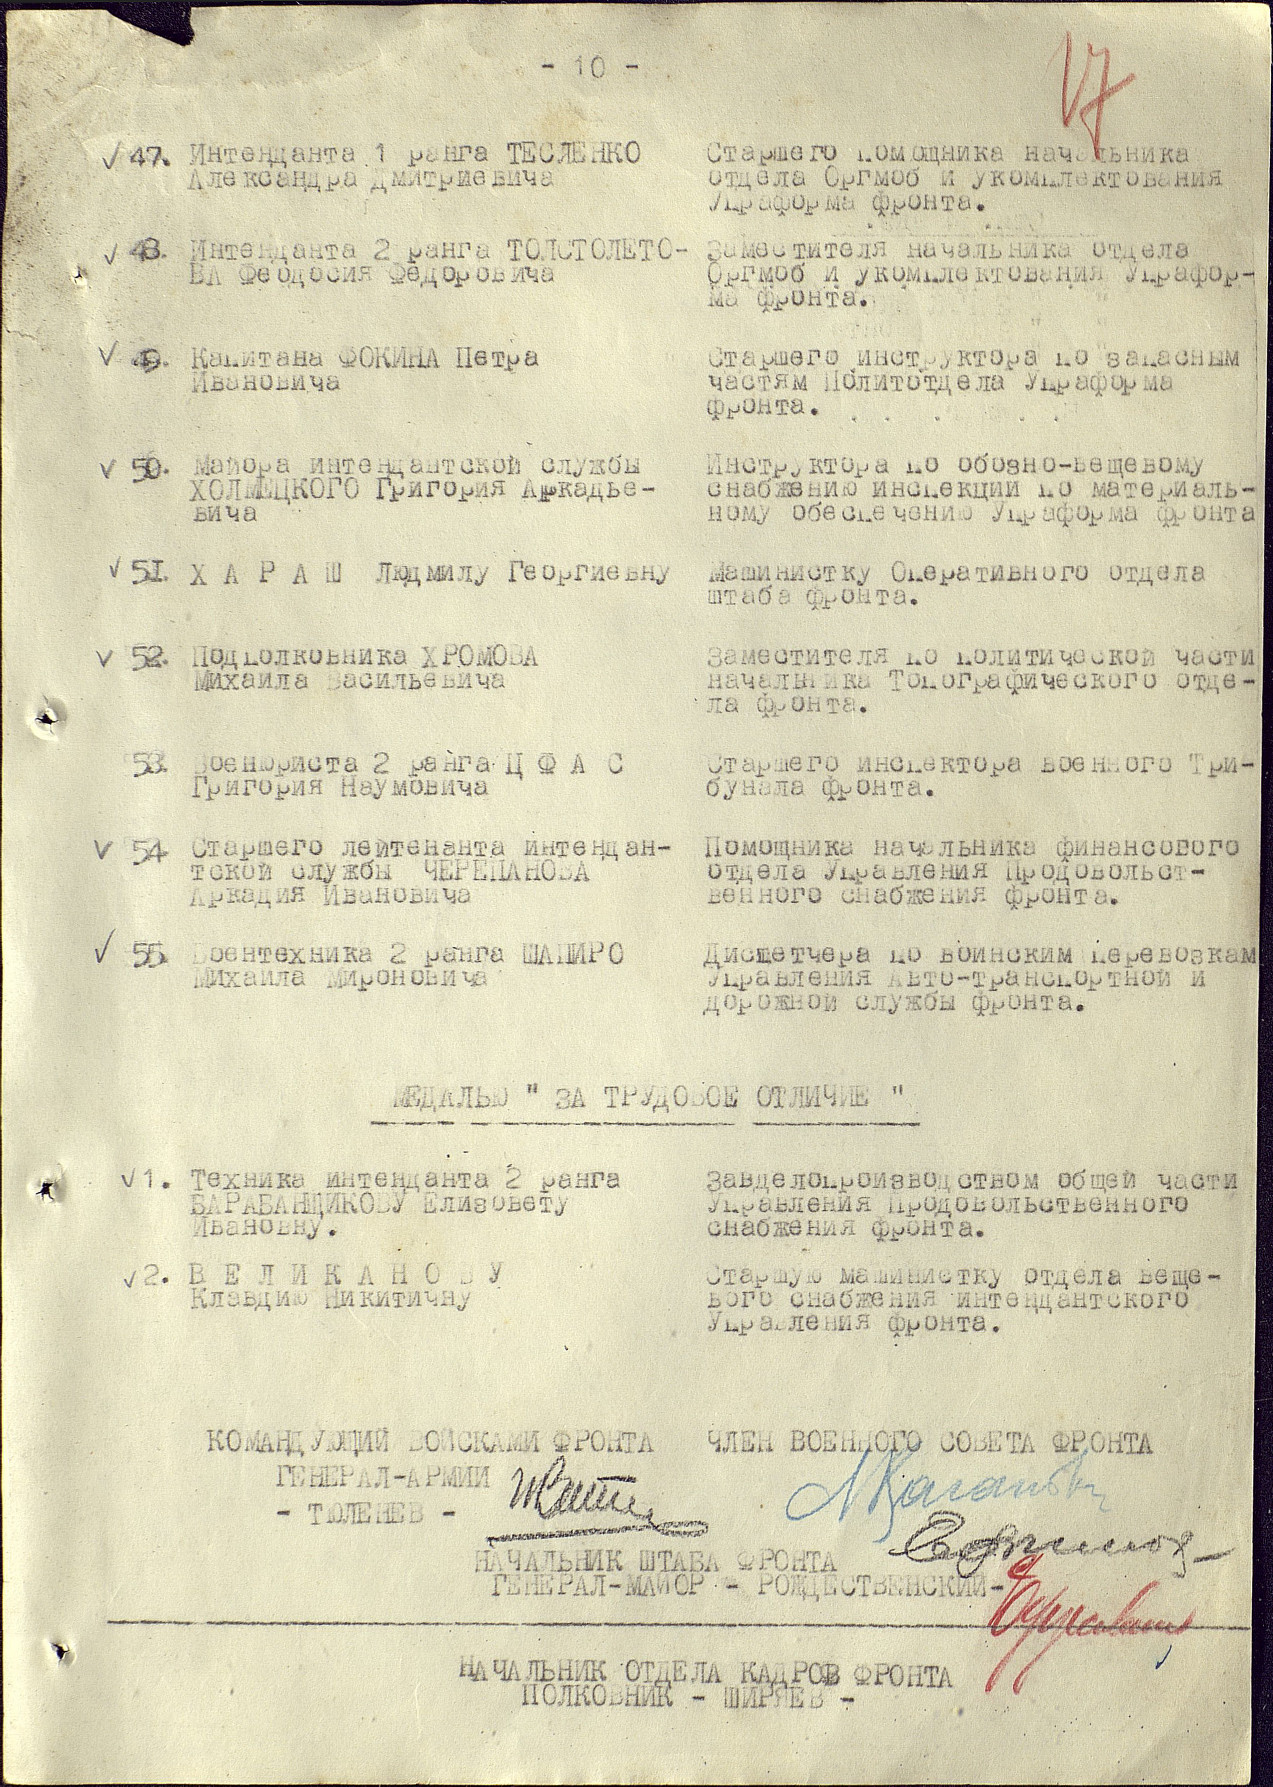 - 10 -
17
√ 47. Интенданта 1 ранга ТЕСЛЕНКО
Александра Дмитриевича
Старшего помощника начальника
отдела Оргмоб и укомплектования
Упраформа фронта.
√ 48. Интенданта 2 ранга ТОЛСТОЛЕТО-
ВА Феодосия Федоровича
Заместителя начальника отдела
Оргмоб и укомплектования Упрафор-
ма фронта.
√ 49. Капитана ФОКИНА Петра
Ивановича
Старшего инструктора по запасным
частям Политотдела Упраформа
фронта.
√ 50. Майора интендантской службы
ХОЛМЕЦКОГО Григория Аркадье-
вича
Инструктора по обозно-вещевому
снабжению инспекции по материаль-
ному обеспечению Упраформа фронта
√ 51. Х А Р А Ш Людмилу Георгиевну
Машинистку Оперативного отдела
штаба фронта.
√ 52. Подполковника ХРОМОВА
Михаила Васильевича
Заместителя по политической части
начальника Топографического отде-
ла фронта.
53. Военюриста 2 ранга Ц Ф А С
Григория Наумовича
Старшего инспектора военного Три-
бунала фронта.
√ 54 Старшего лейтенанта интендан-
тской службы ЧЕРЕПАНОВА
Аркадия Ивановича
Помощника начальника финансового
отдела Управления Продовольст-
венного снабжения фронта.
√ 55. Воентехника 2 ранга ШАПИРО
Михаила Мироновича
Диспетчера по воинским перевозкам
Управления Авто-транспортной и
дорожной службы фронта.
МЕДАЛЬЮ " ЗА ТРУДОВОЕ ОТЛИЧИЕ "
√ 1. Техника интенданта 2 ранга
БАРАБАНЩИКОВУ Елизовету
Ивановну.
Завделопроизводством общей части
Управления Продовольственного
снабжения фронта.
√ 2. В Е Л И К А Н О В У
Клавдию Никитичну
Старшую машинистку отдела веще-
вого снабжения интендантского
Управления фронта.
КОМАНДУЮЩИЙ ВОЙСКАМИ ФРОНТА
ЧЛЕН ВОЕННОГО СОВЕТА ФРОНТА
ГЕНЕРАЛ-АРМИИ
- ТЮЛЕНЕВ -
Л Каганович
НАЧАЛЬНИК ШТАБА ФРОНТА
ГЕНЕРАЛ-МАЙОР - РОЖДЕСТВЕНСКИЙ-
НАЧАЛЬНИК ОТДЕЛА КАДРОВ ФРОНТА
ПОЛКОВНИК - ШИРЯЕВ -